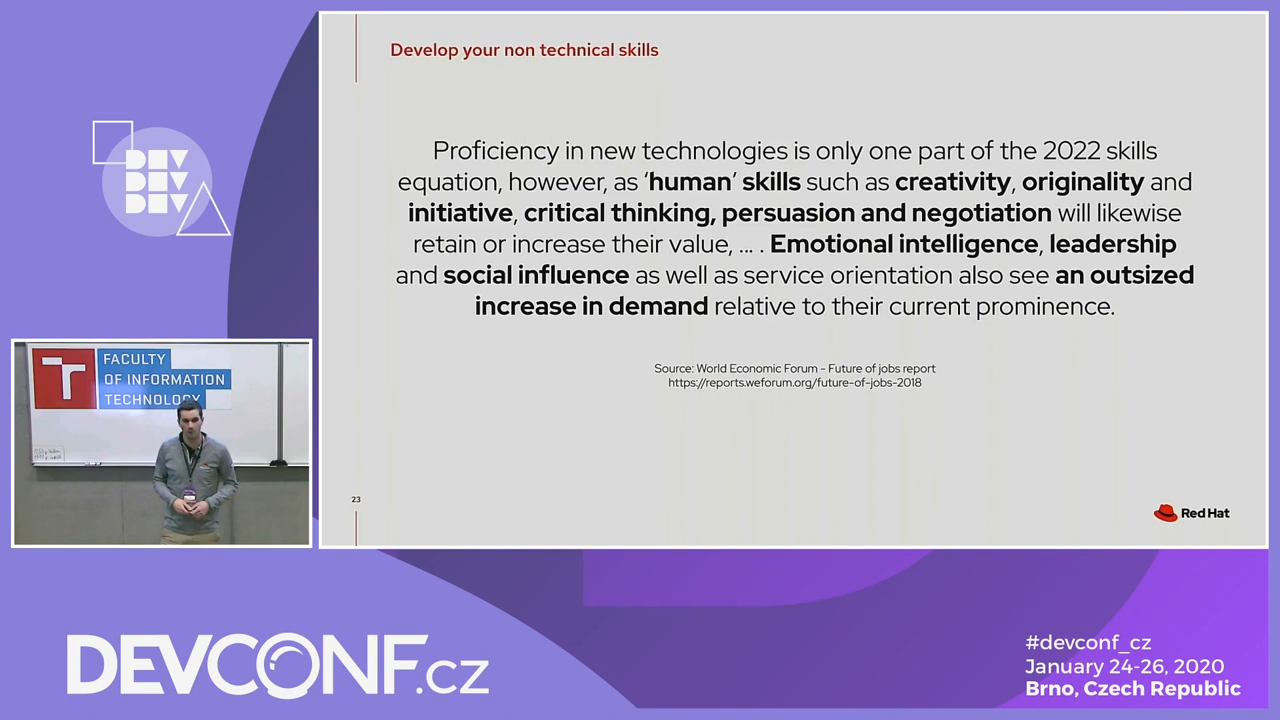 Develop your non technical skills
Proficiency in new technologies is only one part of the 2022 skills
equation, however, as ‘human’ skills such as creativity, originality and
initiative, critical thinking, persuasion and negotiation will likewise
retain or increase their value, ... . Emotional intelligence, leadership
and social influence as well as service orientation also see an outsized
increase in demand relative to their current prominence.
Source: World Economic Forum - Future of jobs report
https://reports.weforum.org/future-of-jobs-2018
23
Red Hat
DEV
DEV
DEV
FACULTY
OF INFORMATION
TECHNOLOGY
DEVCONF.cz
#devconf_cz
January 24-26, 2020
Brno, Czech Republic